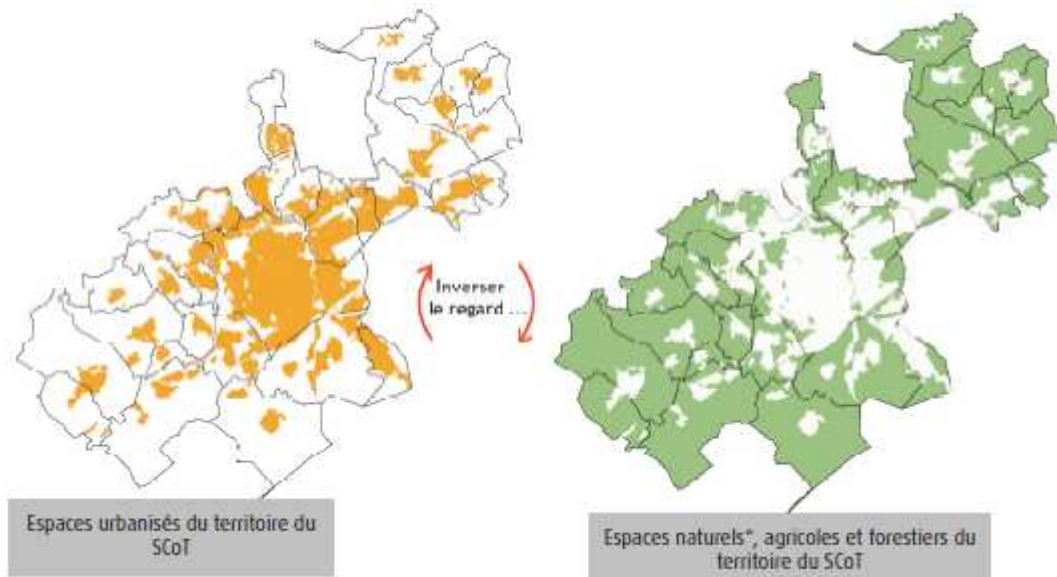 Inverser
le regard ...
Espaces urbanisés du territoire du
SCoT
Espaces naturels*, agricoles et forestiers du
territoire du SCoT